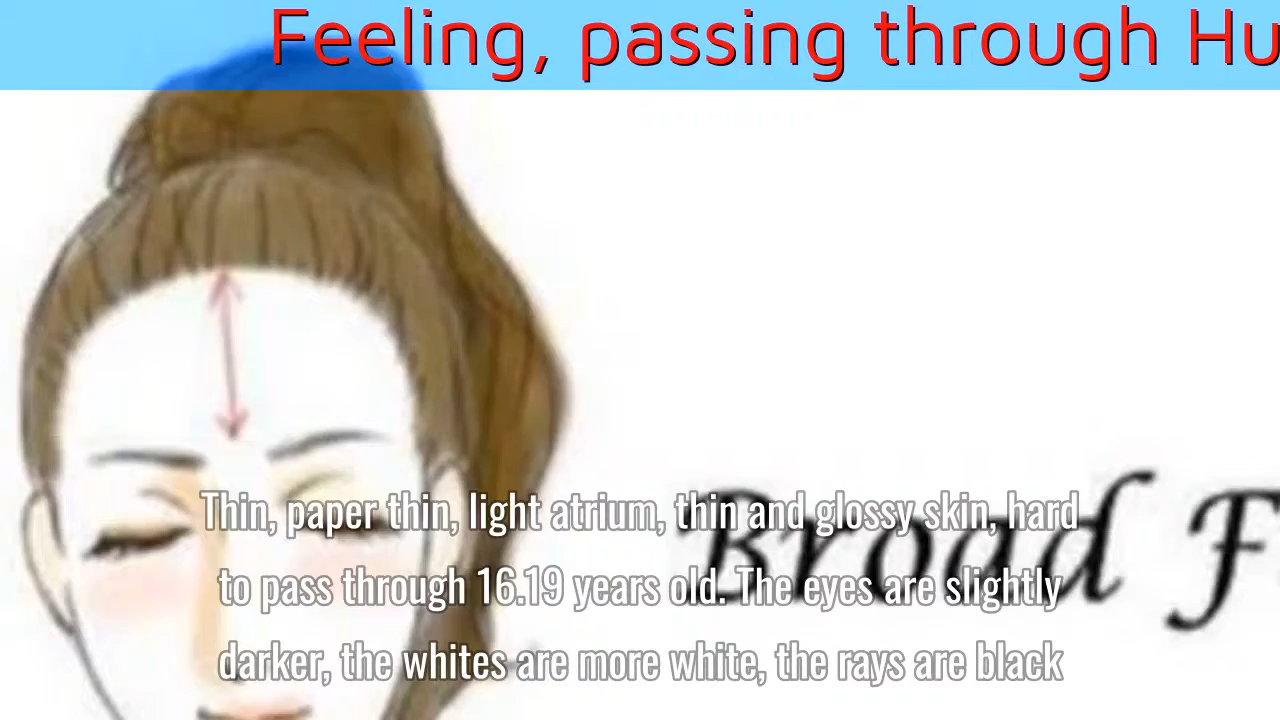 Feeling, passing through Hu
Broad F
Thin, paper thin, light atrium, thin and glossy skin, hard
to pass through 16.19 years old. The eyes are slightly
darker, the whites are more white, the rays are black